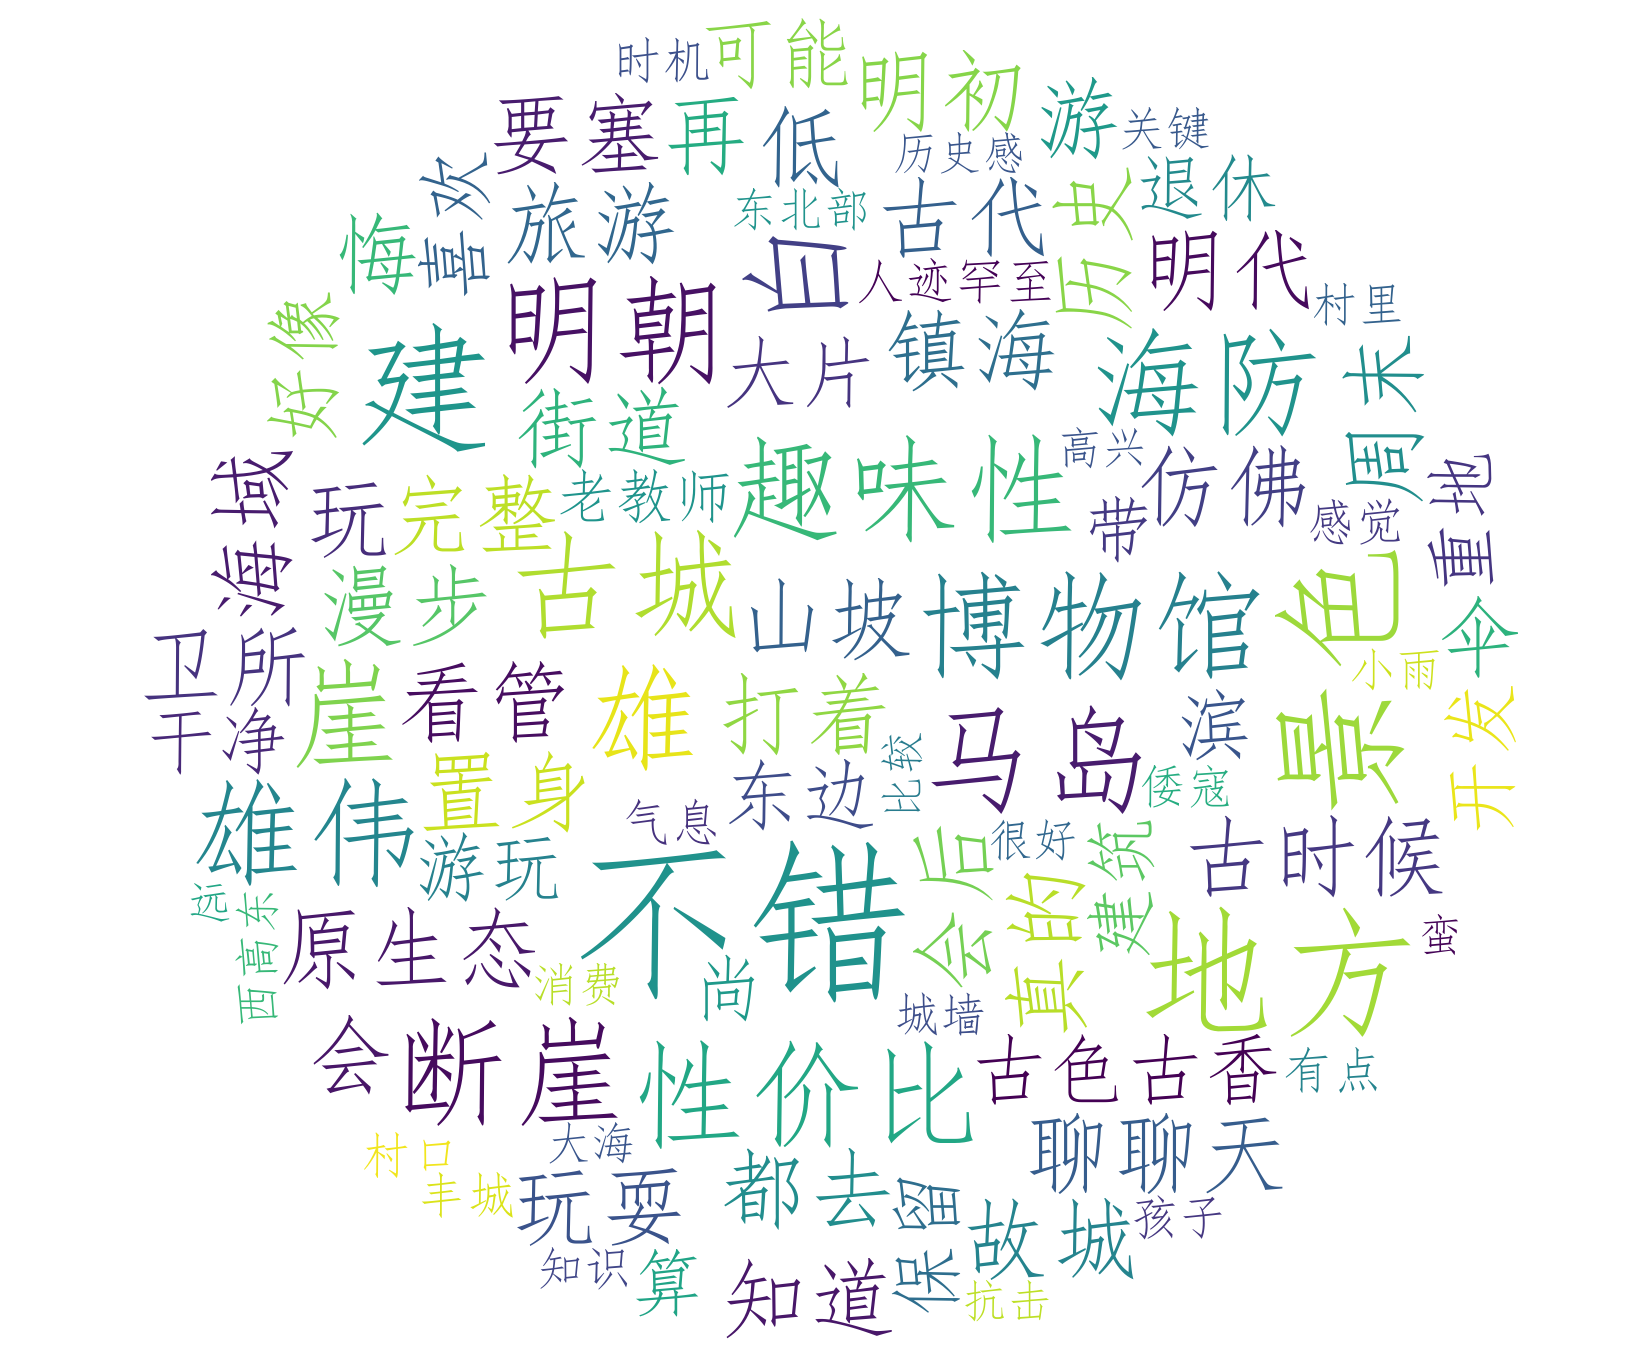 可能
时机
明初
要塞
再
低
游
关键
历史感
喜欢
旅游
东北部
古代
历史
退休
悔
明朝
白
人迹罕至
明代
村里
好像
建
大片
镇海
海防
周末
街道
趣味性
高兴
仿佛
重地
海域
玩
完整
老教师
带
感觉
漫步
古城
山坡
博物馆
景色
伞
卫所
崖
看管
雄
打着
小雨
干净
置身
东边
比较
马岛
滨
倭寇
开发
雄伟
游玩
气息
不错
会后
很好
建筑
古时候
远
西高东
原生态
消费
尚
真的
城墙
地方
蛮
会
断崖
性价比
古色古香
有点
村口
丰城
大海
玩耍
都去
保留
聊聊天
故城
孩子
知识
算
知道
抗击